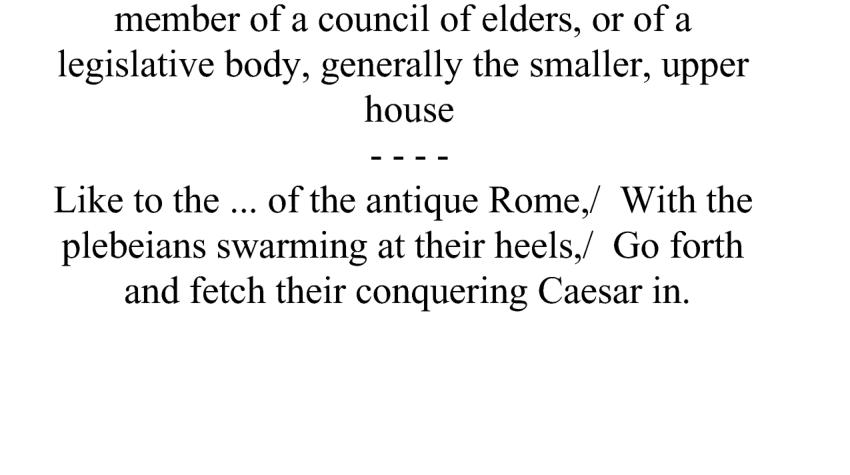 member of a council of elders, or of a
legislative body, generally the smaller, upper
house
- - - -
Like to the ... of the antique Rome,/  With the
plebeians swarming at their heels,/  Go forth
and fetch their conquering Caesar in.